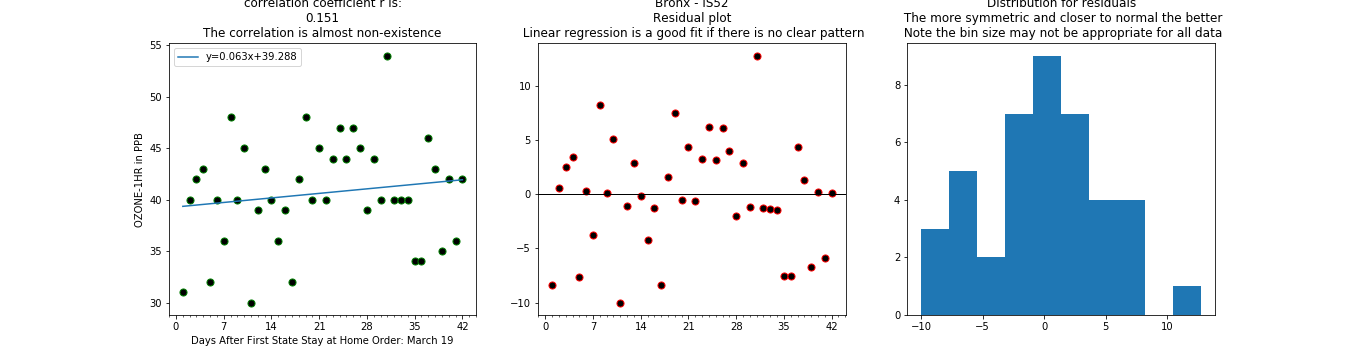 correlation coefficient r is:
0.151
The correlation is almost non-existence
y=0.063x+39.288
OZONE-1HR in PPB
55
50
45
40
35
30
0 7 14 21 28 35 42
Days After First State Stay at Home Order: March 19
Bronx - IS52
Residual plot
Linear regression is a good fit if there is no clear pattern
10
5
0
−5
−10
0 7 14 21 28 35 42
Distribution for residuals
The more symmetric and closer to normal the better
Note the bin size may not be appropriate for all data
8
6
4
2
0
−10 −5 0 5 10